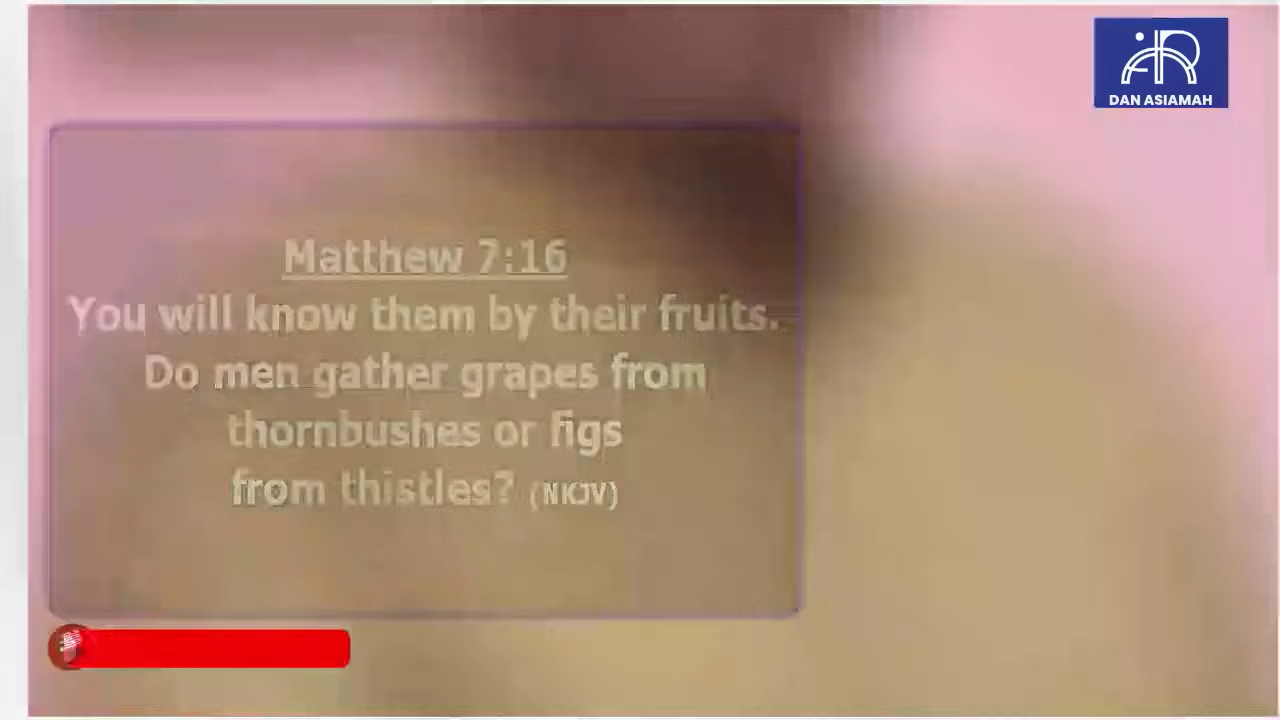 DAN ASIAMAH
Matthew 7:16
You will know them by their fruits.
Do men gather grapes from
thornbushes or figs
from thistles? (NKJV)